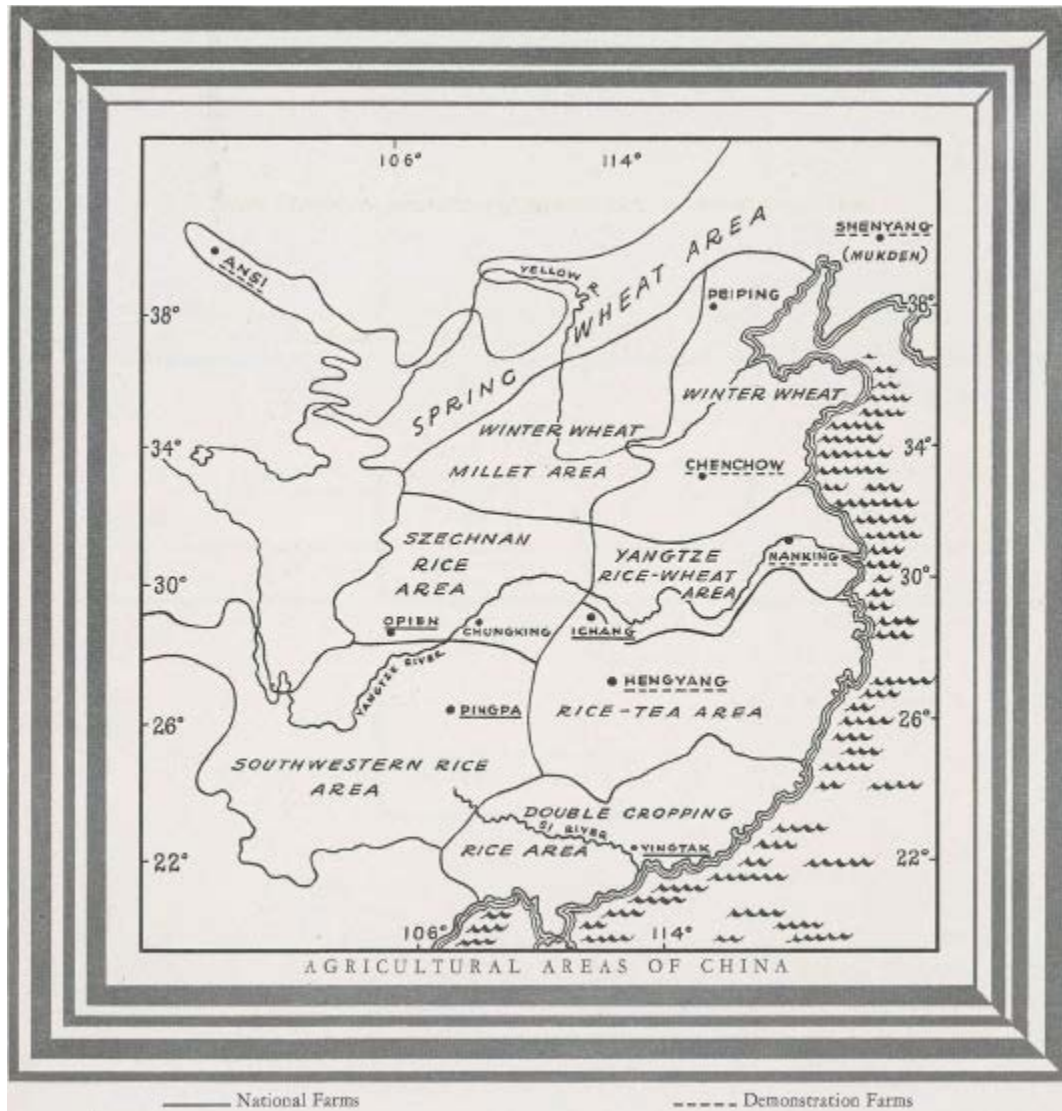 106°
114°
SHENYANG
(MUKDEN)
ANSI
YELLOW R
SPRING WHEAT AREA
PEIPING
38°
38°
WINTER WHEAT
WINTER WHEAT
MILLET AREA
34°
34°
CHENCHOW
SZECHNAN
RICE
AREA
YANGTZE
RICE-WHEAT
AREA
NANKING
30°
30°
OPIEN
CHUNGKING
ICHANG
YANGTZE RIVER
HENGYANG
PINGPA
RICE-TEA AREA
26°
26°
SOUTHWESTERN RICE
AREA
DOUBLE CROPPING
SI RIVER
RICE AREA
YINGTAK
22°
22°
106°
114°
AGRICULTURAL AREAS OF CHINA
National Farms
Demonstration Farms